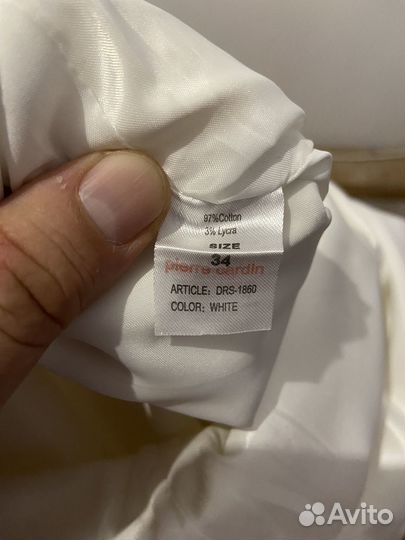 97%Cotton
3% Lycra
SIZE
34
pierre cardin
ARTICLE: DRS-1860
COLOR: WHITE
Avito